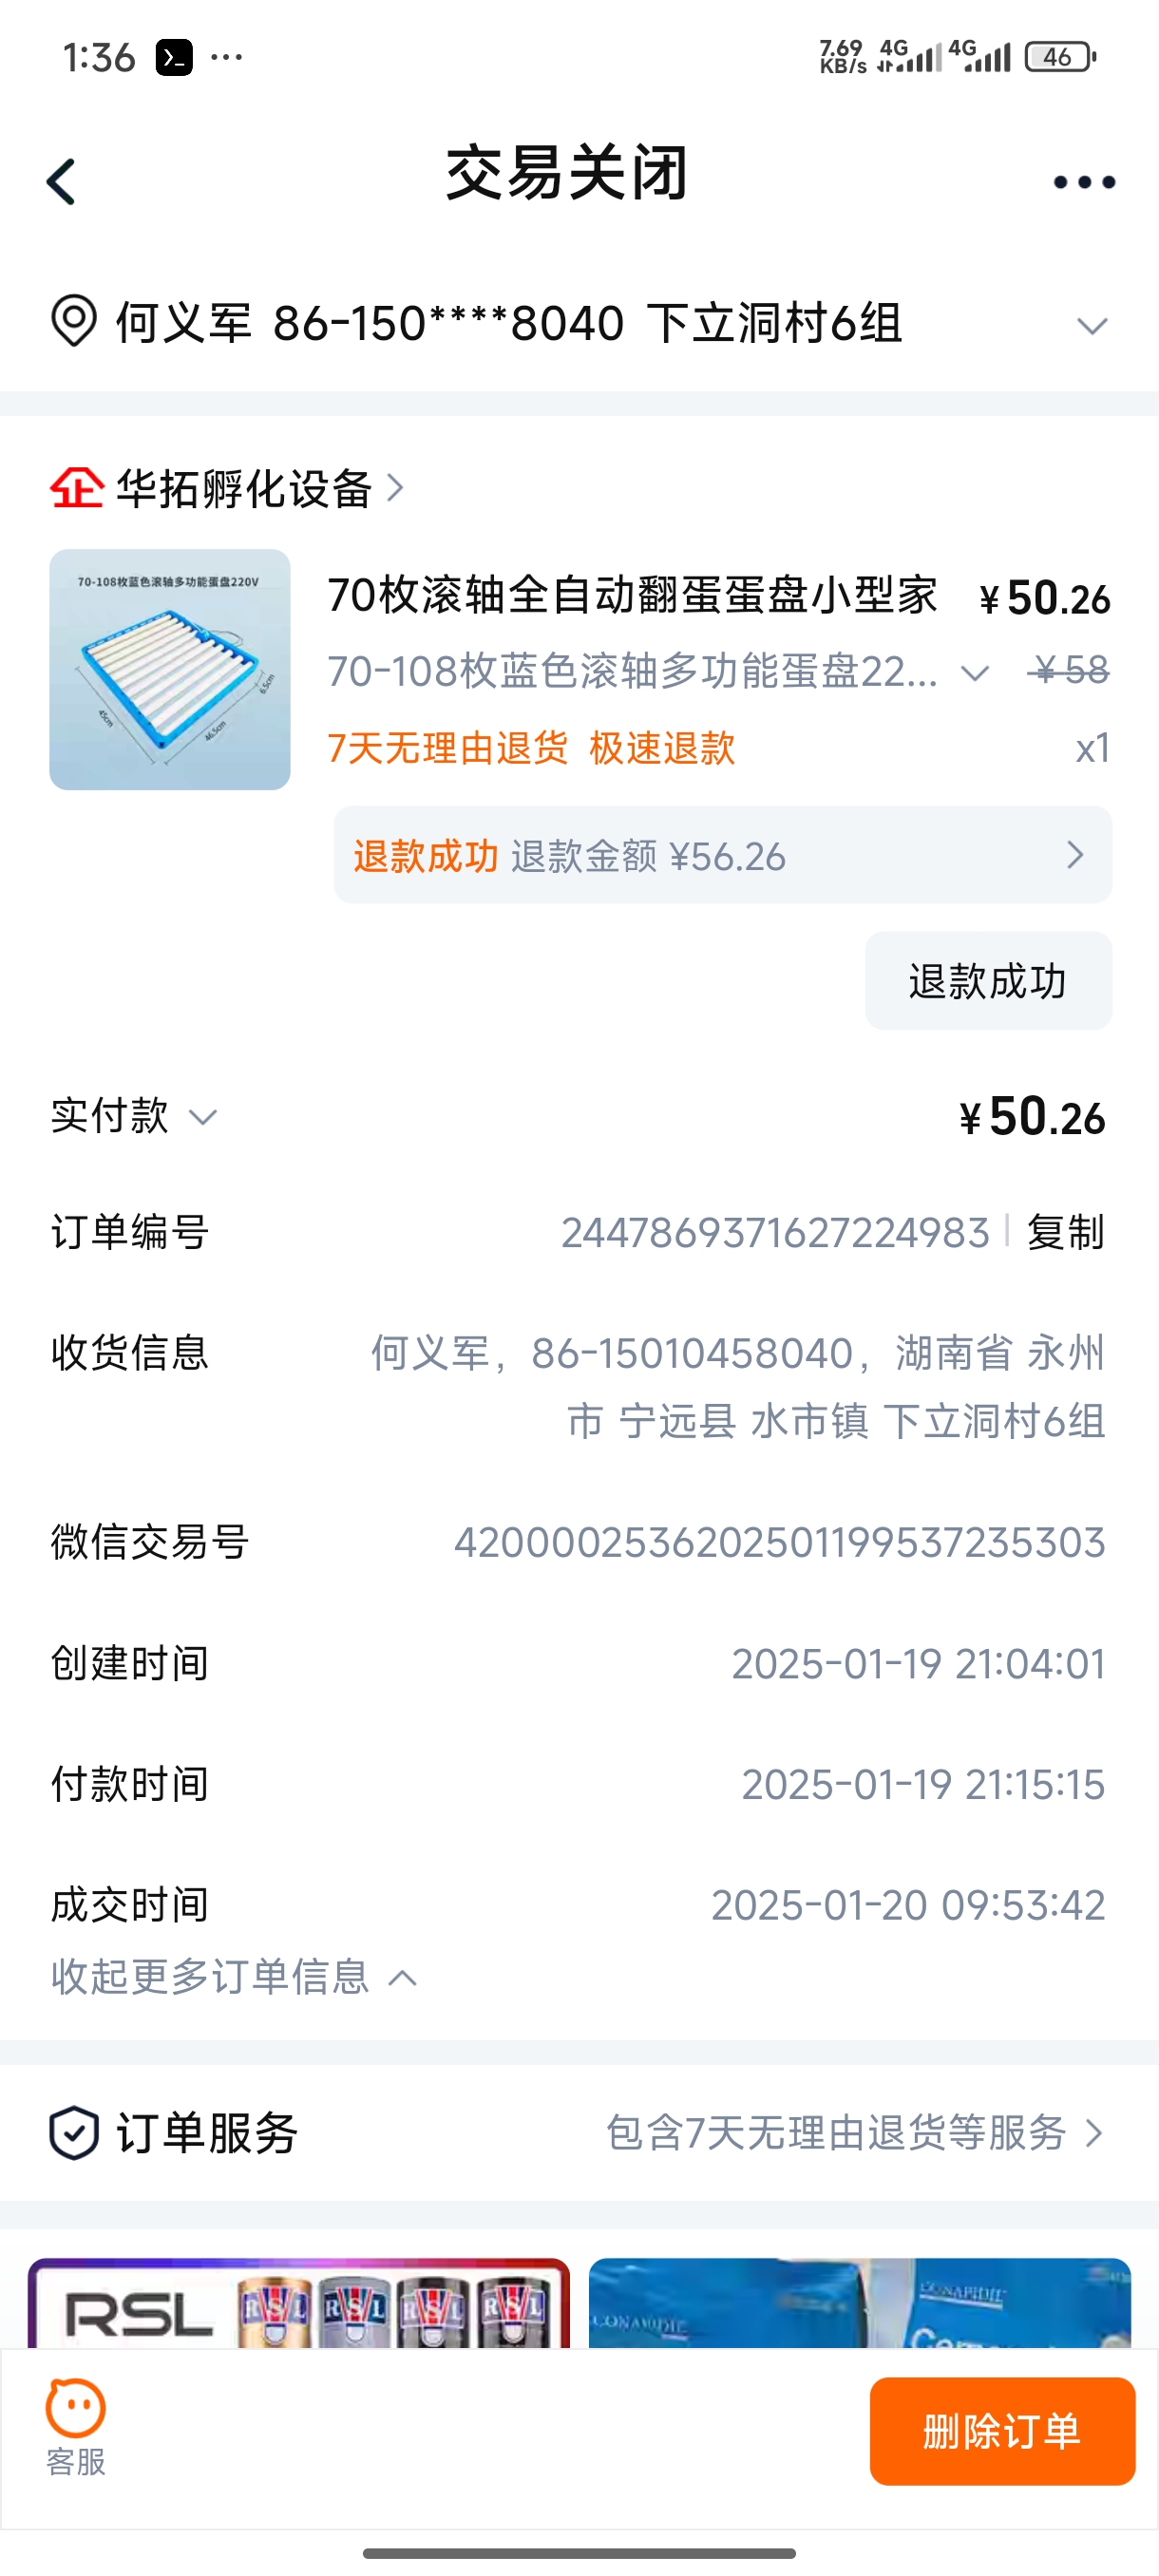 1:36 ...
7.69 KB/s 4G 4G 46
交易关闭
何义军 86-150****8040 下立洞村6组
企 华拓孵化设备
70-108枚蓝色滚轴多功能蛋盘220V
45cm 46.5cm 6.5cm
70枚滚轴全自动翻蛋蛋盘小型家 ¥50.26
70-108枚蓝色滚轴多功能蛋盘22... ¥58
7天无理由退货 极速退款 x1
退款成功 退款金额 ¥56.26
退款成功
实付款 ¥50.26
订单编号 2447869371627224983 | 复制
收货信息 何义军，86-15010458040，湖南省 永州
市 宁远县 水市镇 下立洞村6组
微信交易号 4200002536202501199537235303
创建时间 2025-01-19 21:04:01
付款时间 2025-01-19 21:15:15
成交时间 2025-01-20 09:53:42
收起更多订单信息
订单服务 包含7天无理由退货等服务
RSL RSL RSL RSL RSL
客服
删除订单